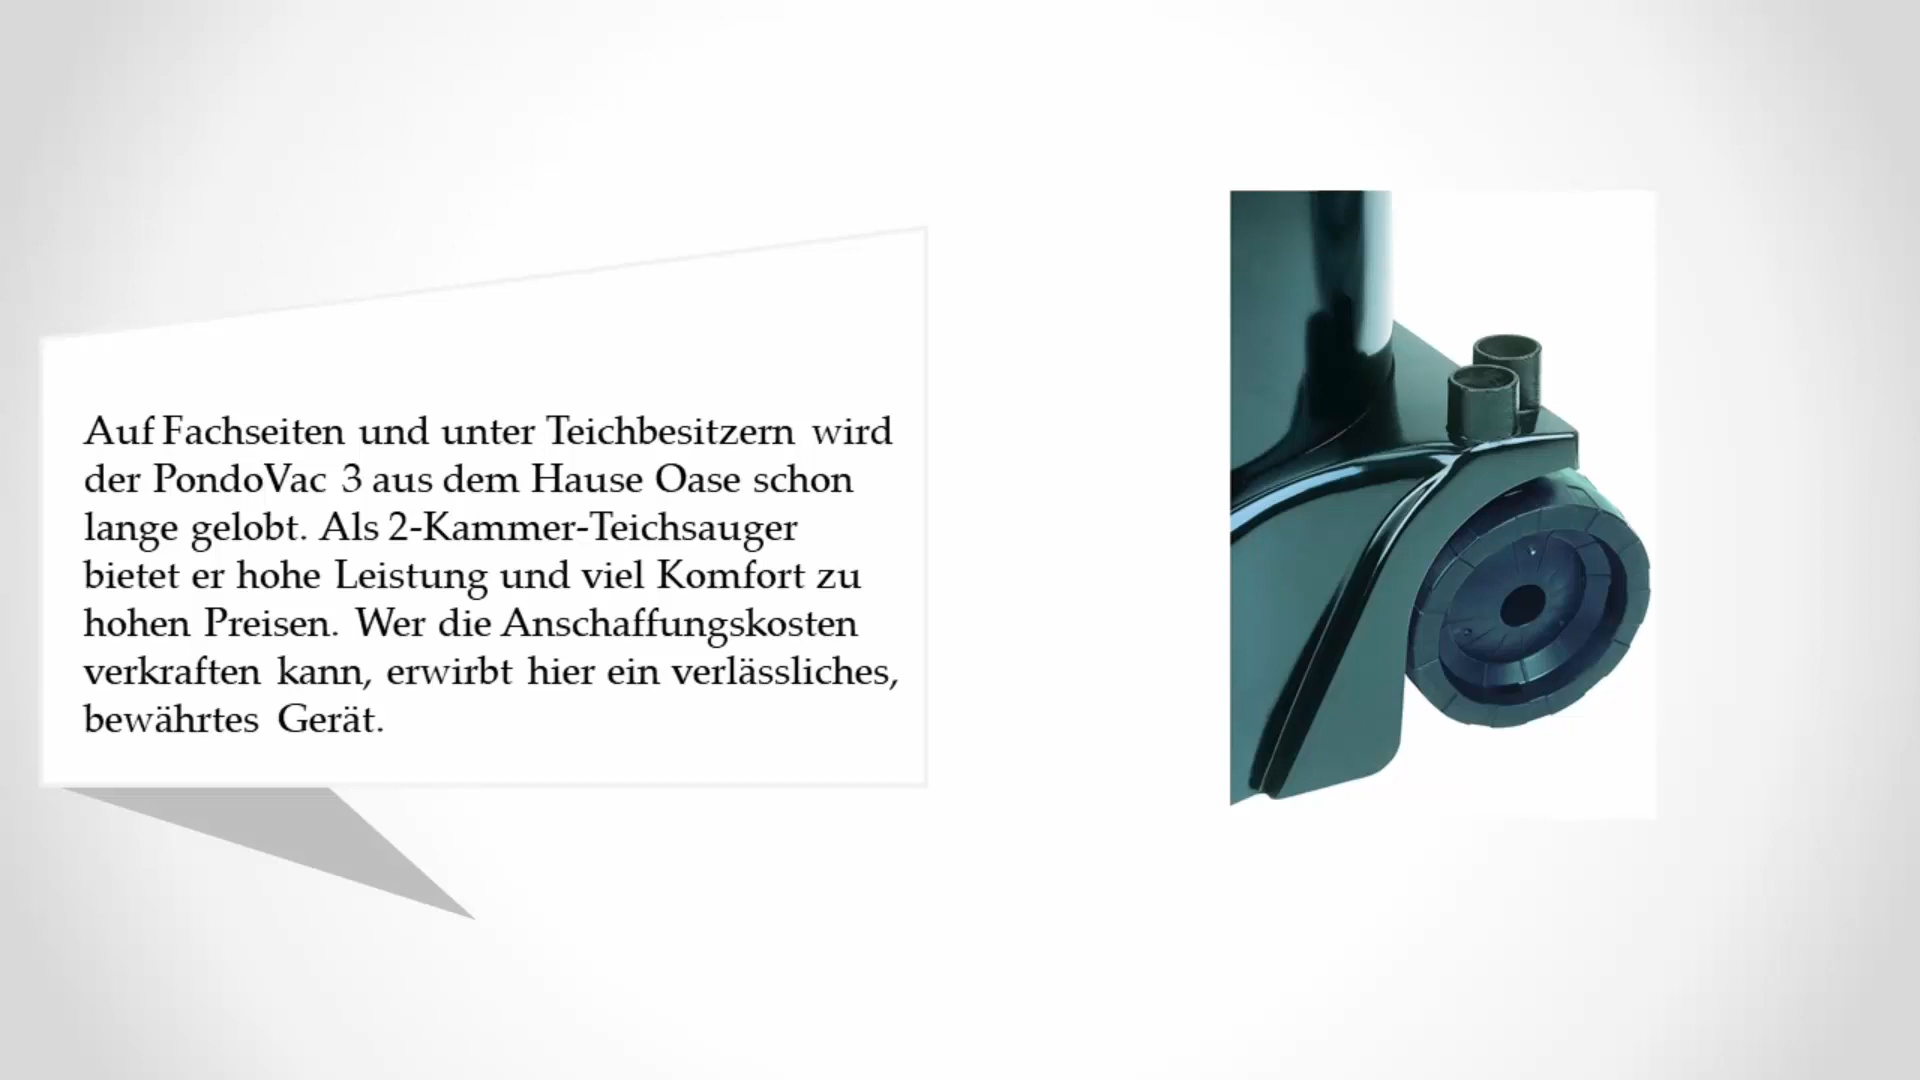 Auf Fachseiten und unter Teichbesitzern wird
der PondoVac 3 aus dem Hause Oase schon
lange gelobt. Als 2-Kammer-Teichsauger
bietet er hohe Leistung und viel Komfort zu
hohen Preisen. Wer die Anschaffungskosten
verkraften kann, erwirbt hier ein verlässliches,
bewährtes Gerät.